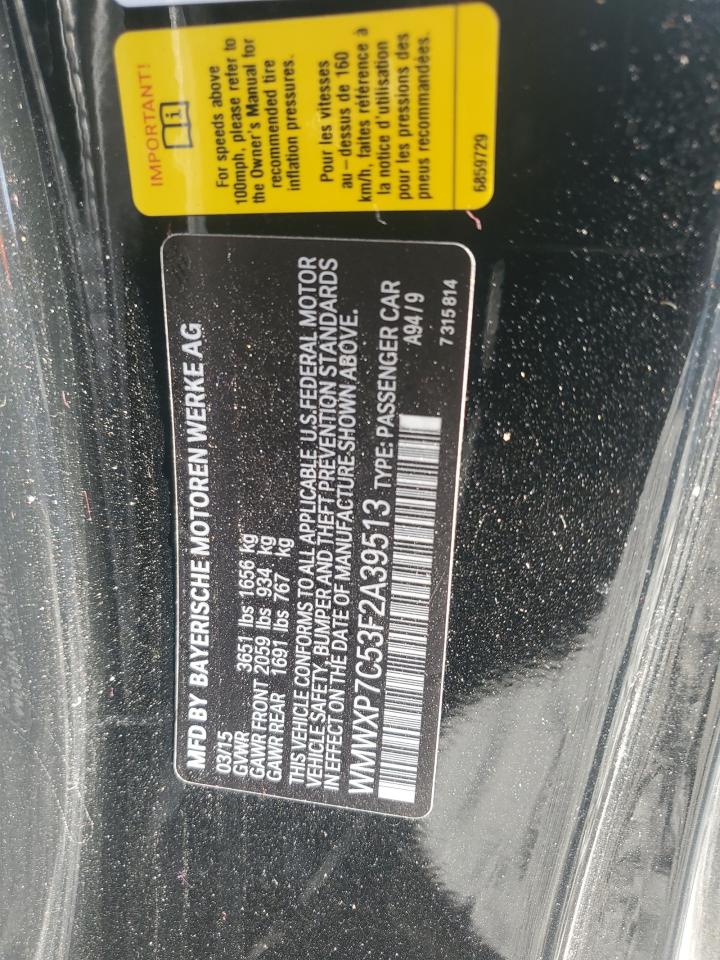 MFD BY BAYERISCHE MOTOREN WERKE AG
03/15
GVWR 3651 lbs 1656 kg
GAWR FRONT 2059 lbs 934 kg
GAWR REAR 1691 lbs 767 kg
THIS VEHICLE CONFORMS TO ALL APPLICABLE U.S.FEDERAL MOTOR
VEHICLE SAFETY, BUMPER AND THEFT PREVENTION STANDARDS
IN EFFECT ON THE DATE OF MANUFACTURE SHOWN ABOVE.
WMWXP7C53F2A39513 TYPE: PASSENGER CAR
A94/9
7315814
IMPORTANT!
i
For speeds above
100mph, please refer to
the Owner's Manual for
recommended tire
inflation pressures.
Pour les vitesses
au-dessus de 160
km/h, faites référence à
la notice d'utilisation
pour les pressions des
pneus recommandées.
6859729